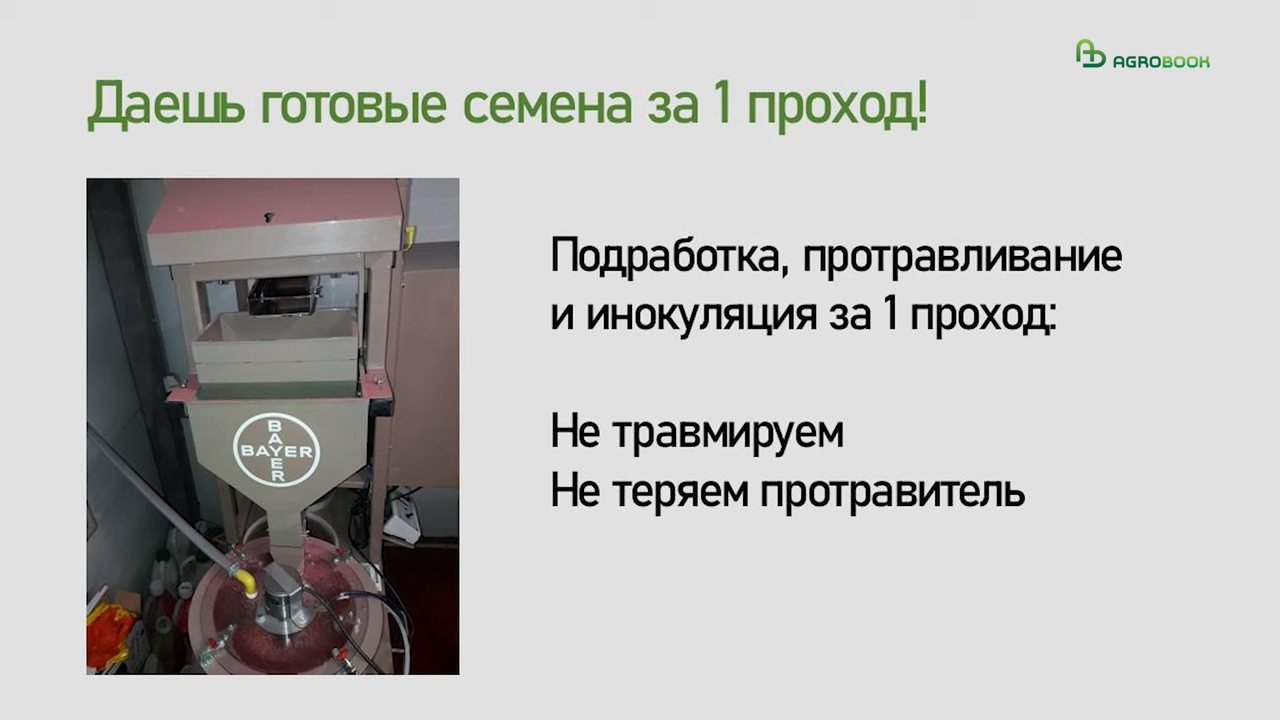 AGROBOOK
Даешь готовые семена за 1 проход!
Подработка, протравливание
и инокуляция за 1 проход:
Не травмируем
Не теряем протравитель
BAYER
BAYER